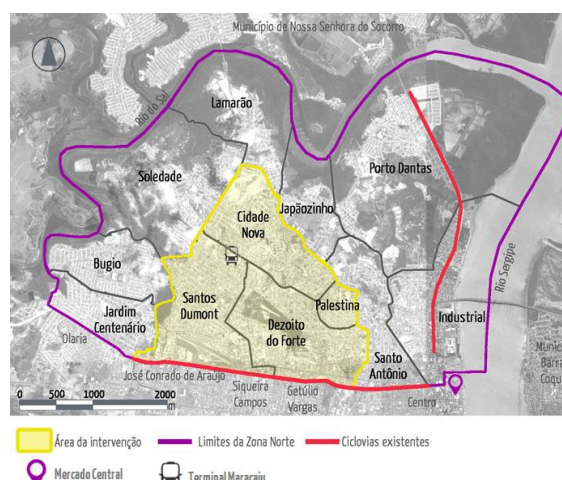 Município de Nossa Senhora do Socorro
Lamarão
Rio do Sal
Porto Dantas
Soledade
Japãozinho
Cidade
Nova
Bugio
Rio Sergipe
Santos
Dumont
Palestina
Jardim
Centenário
Industrial
Dezoito
do Forte
Olaria
Santo
Antônio
José Conrado de Araújo
Siqueira
Campos
Getúlio
Vargas
Centro
Barra
Coqu
0 500 1000 2000
m
Área da intervenção Limites da Zona Norte Ciclovias existentes
Mercado Central Terminal Maracaju